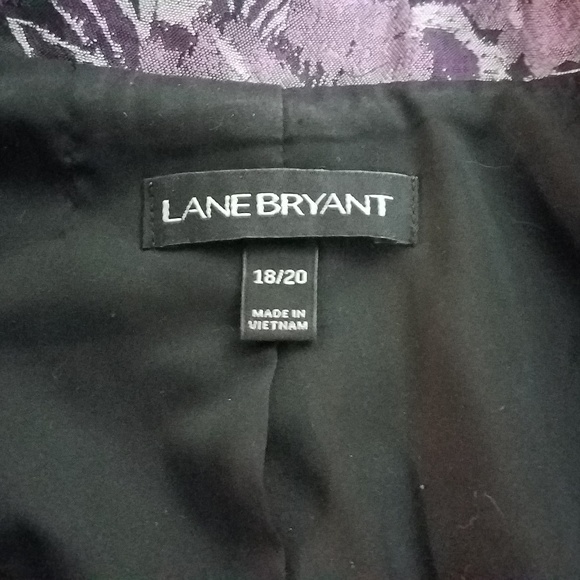 LANE BRYANT
18/20
MADE IN
VIETNAM